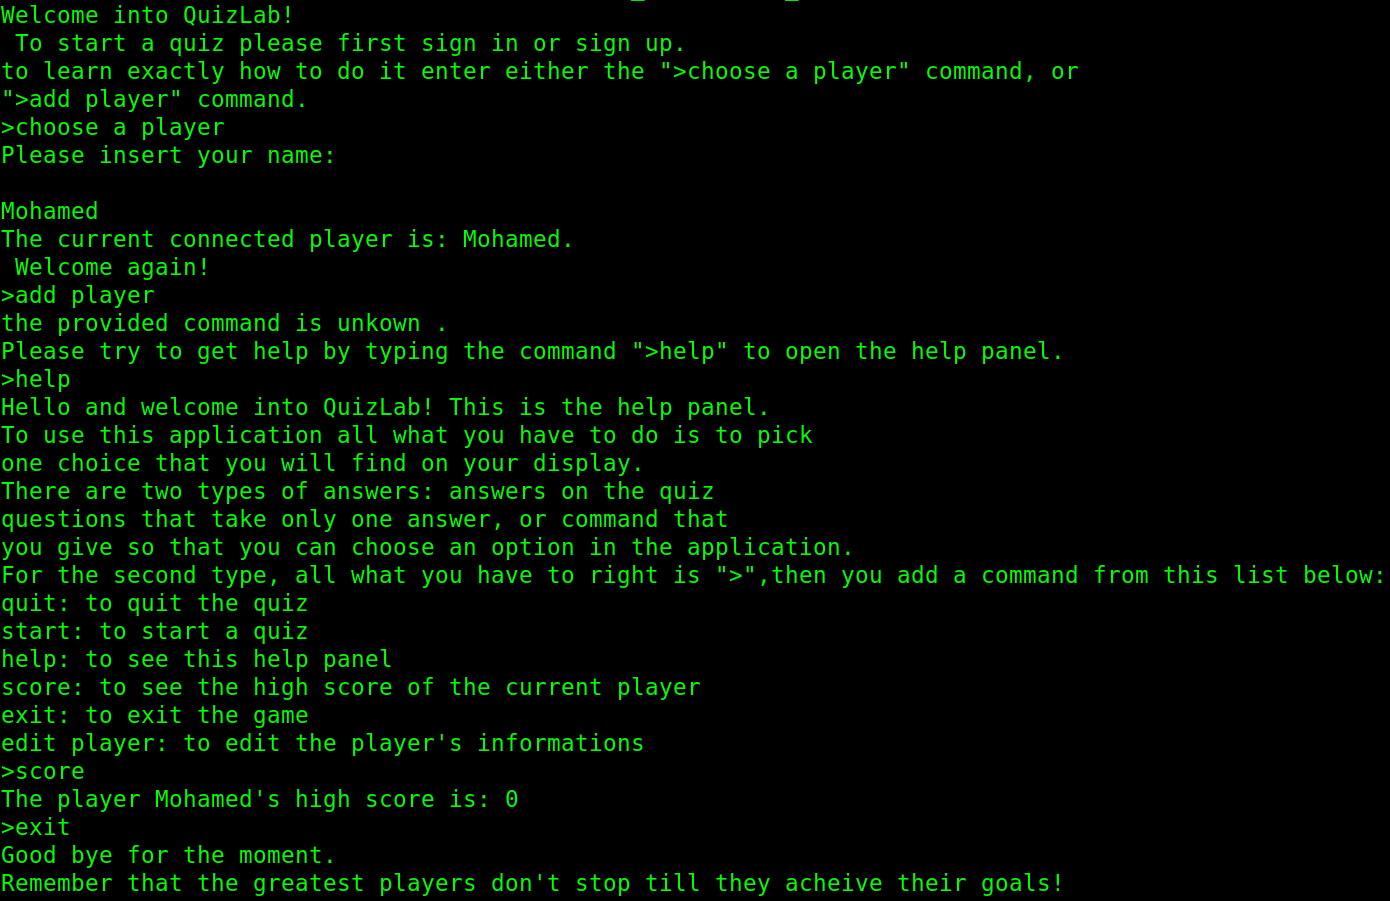 Welcome into QuizLab!
 To start a quiz please first sign in or sign up.
to learn exactly how to do it enter either the ">choose a player" command, or
">add player" command.
>choose a player
Please insert your name:

Mohamed
The current connected player is: Mohamed.
 Welcome again!
>add player
the provided command is unkown .
Please try to get help by typing the command ">help" to open the help panel.
>help
Hello and welcome into QuizLab! This is the help panel.
To use this application all what you have to do is to pick
one choice that you will find on your display.
There are two types of answers: answers on the quiz
questions that take only one answer, or command that
you give so that you can choose an option in the application.
For the second type, all what you have to right is ">",then you add a command from this list below:
quit: to quit the quiz
start: to start a quiz
help: to see this help panel
score: to see the high score of the current player
exit: to exit the game
edit player: to edit the player's informations
>score
The player Mohamed's high score is: 0
>exit
Good bye for the moment.
Remember that the greatest players don't stop till they acheive their goals!